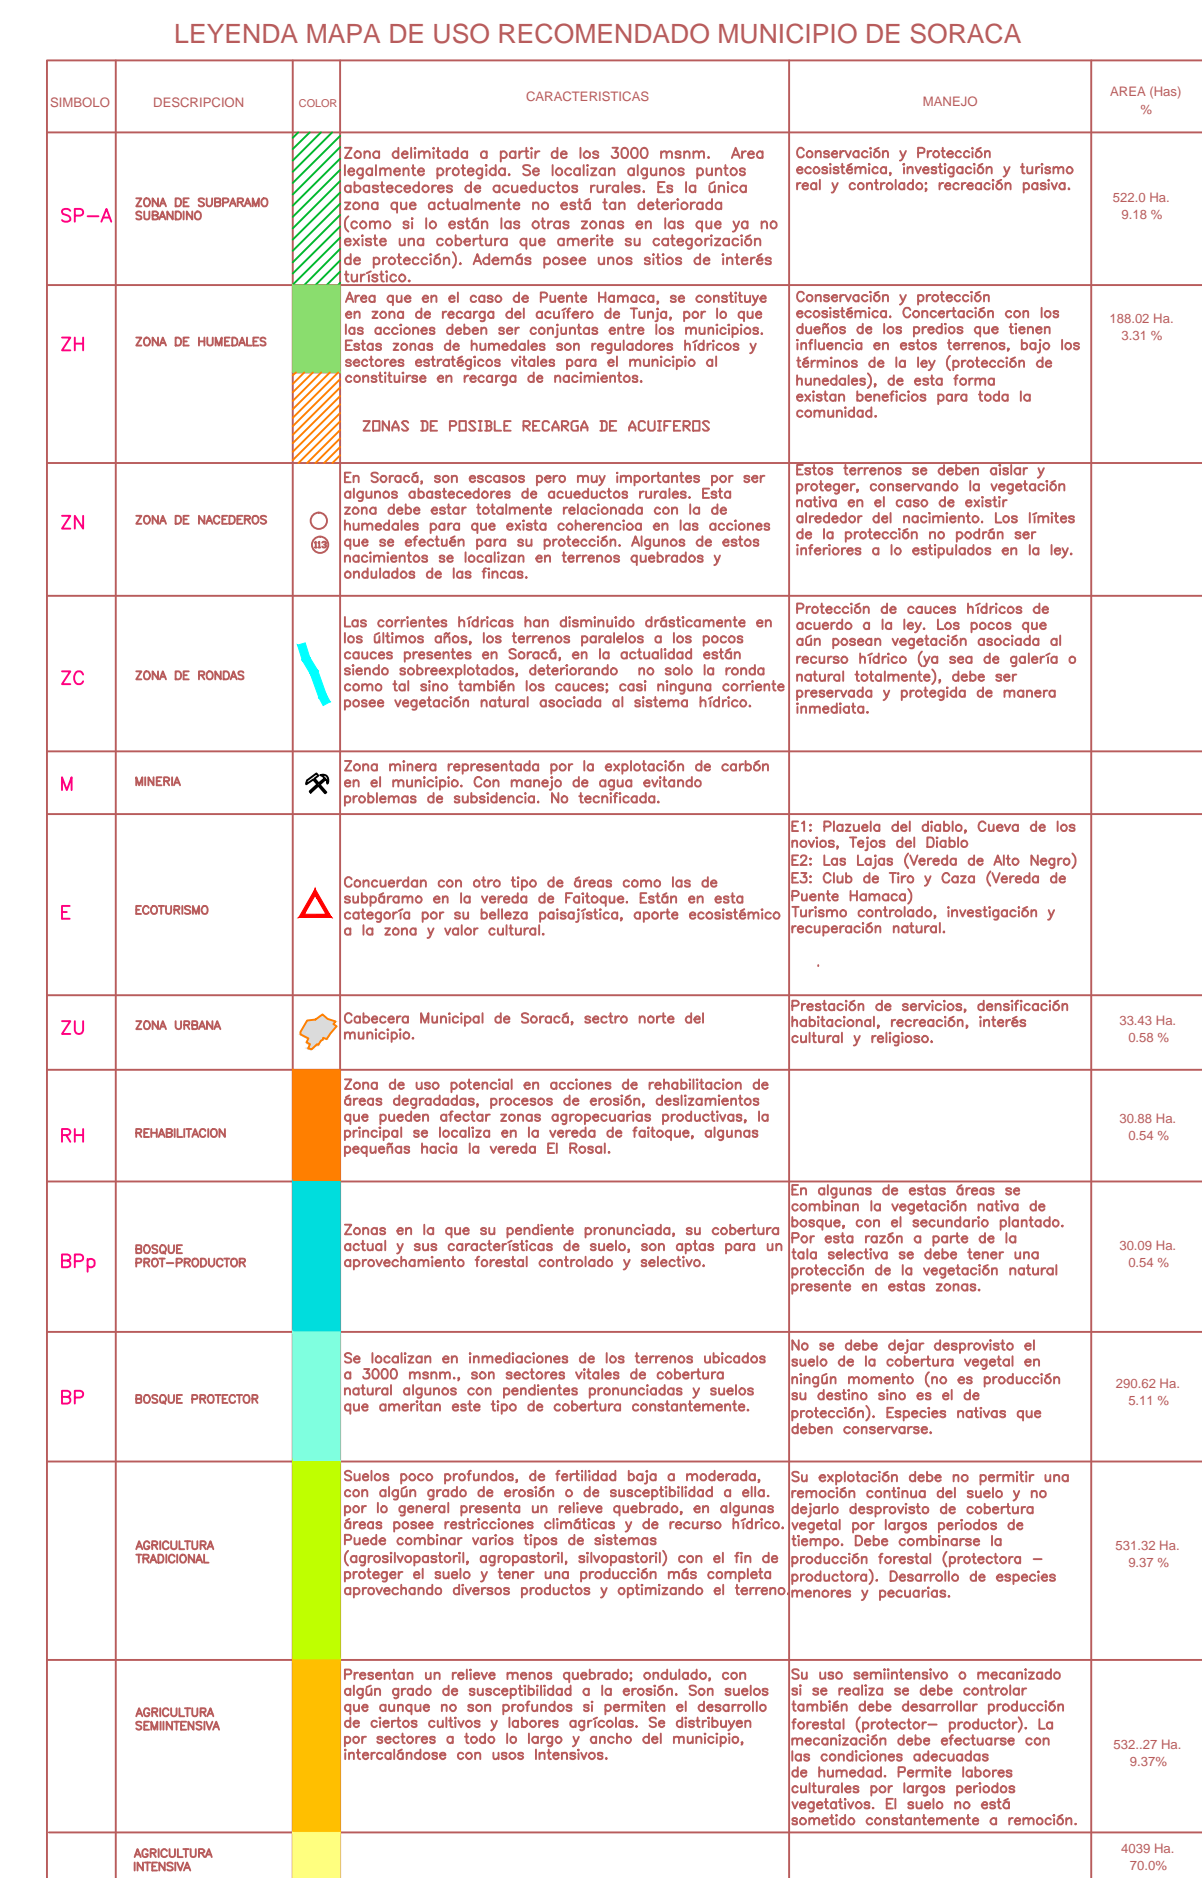 LEYENDA MAPA DE USO RECOMENDADO MUNICIPIO DE SORACA
SIMBOLO
DESCRIPCION
COLOR
CARACTERISTICAS
MANEJO
AREA (Has)
%
SP-A
ZONA DE SUBPARAMO
SUBANDINO
Zona delimitada a partir de los 3000 msnm. Area
legalmente protegida. Se localizan algunos puntos
abastecedores de acueductos rurales. Es la única
zona que actualmente no está tan deteriorada
(como si lo están las otras zonas en las que ya no
existe una cobertura que amerite su categorización
de protección). Además posee unos sitios de interés
turístico.
Conservación y Protección
ecosistémica, investigación y turismo
real y controlado; recreación pasiva.
522.0 Ha.
9.18 %
ZH
ZONA DE HUMEDALES
Area que en el caso de Puente Hamaca, se constituye
en zona de recarga del acuífero de Tunja, por lo que
las acciones deben ser conjuntas entre los municipios.
Estas zonas de humedales son reguladores hídricos y
sectores estratégicos vitales para el municipio al
constituirse en recarga de nacimientos.
ZONAS DE POSIBLE RECARGA DE ACUIFEROS
Conservación y protección
ecosistémica. Concertación con los
dueños de los predios que tienen
influencia en estos terrenos, bajo los
términos de la ley (protección de
hunedales), de esta forma
existan beneficios para toda la
comunidad.
188.02 Ha.
3.31 %
ZN
ZONA DE NACEDEROS
113
En Soracá, son escasos pero muy importantes por ser
algunos abastecedores de acueductos rurales. Esta
zona debe estar totalmente relacionada con la de
humedales para que exista coherencioa en las acciones
que se efectuén para su protección. Algunos de estos
nacimientos se localizan en terrenos quebrados y
ondulados de las fincas.
Estos terrenos se deben aislar y
proteger, conservando la vegetación
nativa en el caso de existir
alrededor del nacimiento. Los límites
de la protección no podrán ser
inferiores a lo estipulados en la ley.
ZC
ZONA DE RONDAS
Las corrientes hídricas han disminuido drásticamente en
los últimos años, los terrenos paralelos a los pocos
cauces presentes en Soracá, en la actualidad están
siendo sobreexplotados, deteriorando no solo la ronda
como tal sino también los cauces; casi ninguna corriente
posee vegetación natural asociada al sistema hídrico.
Protección de cauces hídricos de
acuerdo a la ley. Los pocos que
aún posean vegetación asociada al
recurso hídrico (ya sea de galería o
natural totalmente), debe ser
preservada y protegida de manera
inmediata.
M
MINERIA
Zona minera representada por la explotación de carbón
en el municipio. Con manejo de agua evitando
problemas de subsidencia. No tecnificada.
E
ECOTURISMO
Concuerdan con otro tipo de áreas como las de
subpáramo en la vereda de Faitoque. Están en esta
categoría por su belleza paisajística, aporte ecosistémico
a la zona y valor cultural.
E1: Plazuela del diablo, Cueva de los
novios, Tejos del Diablo
E2: Las Lajas (Vereda de Alto Negro)
E3: Club de Tiro y Caza (Vereda de
Puente Hamaca)
Turismo controlado, investigación y
recuperación natural.
.
ZU
ZONA URBANA
Cabecera Municipal de Soracá, sectro norte del
municipio.
Prestación de servicios, densificación
habitacional, recreación, interés
cultural y religioso.
33.43 Ha.
0.58 %
RH
REHABILITACION
Zona de uso potencial en acciones de rehabilitacion de
áreas degradadas, procesos de erosión, deslizamientos
que pueden afectar zonas agropecuarias productivas, la
principal se localiza en la vereda de faitoque, algunas
pequeñas hacia la vereda El Rosal.
30.88 Ha.
0.54 %
BPp
BOSQUE
PROT-PRODUCTOR
Zonas en la que su pendiente pronunciada, su cobertura
actual y sus características de suelo, son aptas para un
aprovechamiento forestal controlado y selectivo.
En algunas de estas áreas se
combinan la vegetación nativa de
bosque, con el secundario plantado.
Por esta razón a parte de la
tala selectiva se debe tener una
protección de la vegetación natural
presente en estas zonas.
30.09 Ha.
0.54 %
BP
BOSQUE PROTECTOR
Se localizan en inmediaciones de los terrenos ubicados
a 3000 msnm., son sectores vitales de cobertura
natural algunos con pendientes pronunciadas y suelos
que ameritan este tipo de cobertura constantemente.
No se debe dejar desprovisto el
suelo de la cobertura vegetal en
ningún momento (no es producción
su destino sino es el de
protección). Especies nativas que
deben conservarse.
290.62 Ha.
5.11 %
AGRICULTURA
TRADICIONAL
Suelos poco profundos, de fertilidad baja a moderada,
con algún grado de erosión o de susceptibilidad a ella.
por lo general presenta un relieve quebrado, en algunas
áreas posee restricciones climáticas y de recurso hídrico.
Puede combinar varios tipos de sistemas
(agrosilvopastoril, agropastoril, silvopastoril) con el fin de
proteger el suelo y tener una producción más completa
aprovechando diversos productos y optimizando el terreno.
Su explotación debe no permitir una
remoción continua del suelo y no
dejarlo desprovisto de cobertura
vegetal por largos periodos de
tiempo. Debe combinarse la
producción forestal (protectora -
productora). Desarrollo de especies
menores y pecuarias.
531.32 Ha.
9.37 %
AGRICULTURA
SEMIINTENSIVA
Presentan un relieve menos quebrado; ondulado, con
algún grado de susceptibilidad a la erosión. Son suelos
que aunque no son profundos si permiten el desarrollo
de ciertos cultivos y labores agrícolas. Se distribuyen
por sectores a todo lo largo y ancho del municipio,
intercalándose con usos Intensivos.
Su uso semiintensivo o mecanizado
si se realiza se debe controlar
también debe desarrollar producción
forestal (protector- productor). La
mecanización debe efectuarse con
las condiciones adecuadas
de humedad. Permite labores
culturales por largos periodos
vegetativos. El suelo no está
sometido constantemente a remoción.
532..27 Ha.
9.37%
AGRICULTURA
INTENSIVA
4039 Ha.
70.0%